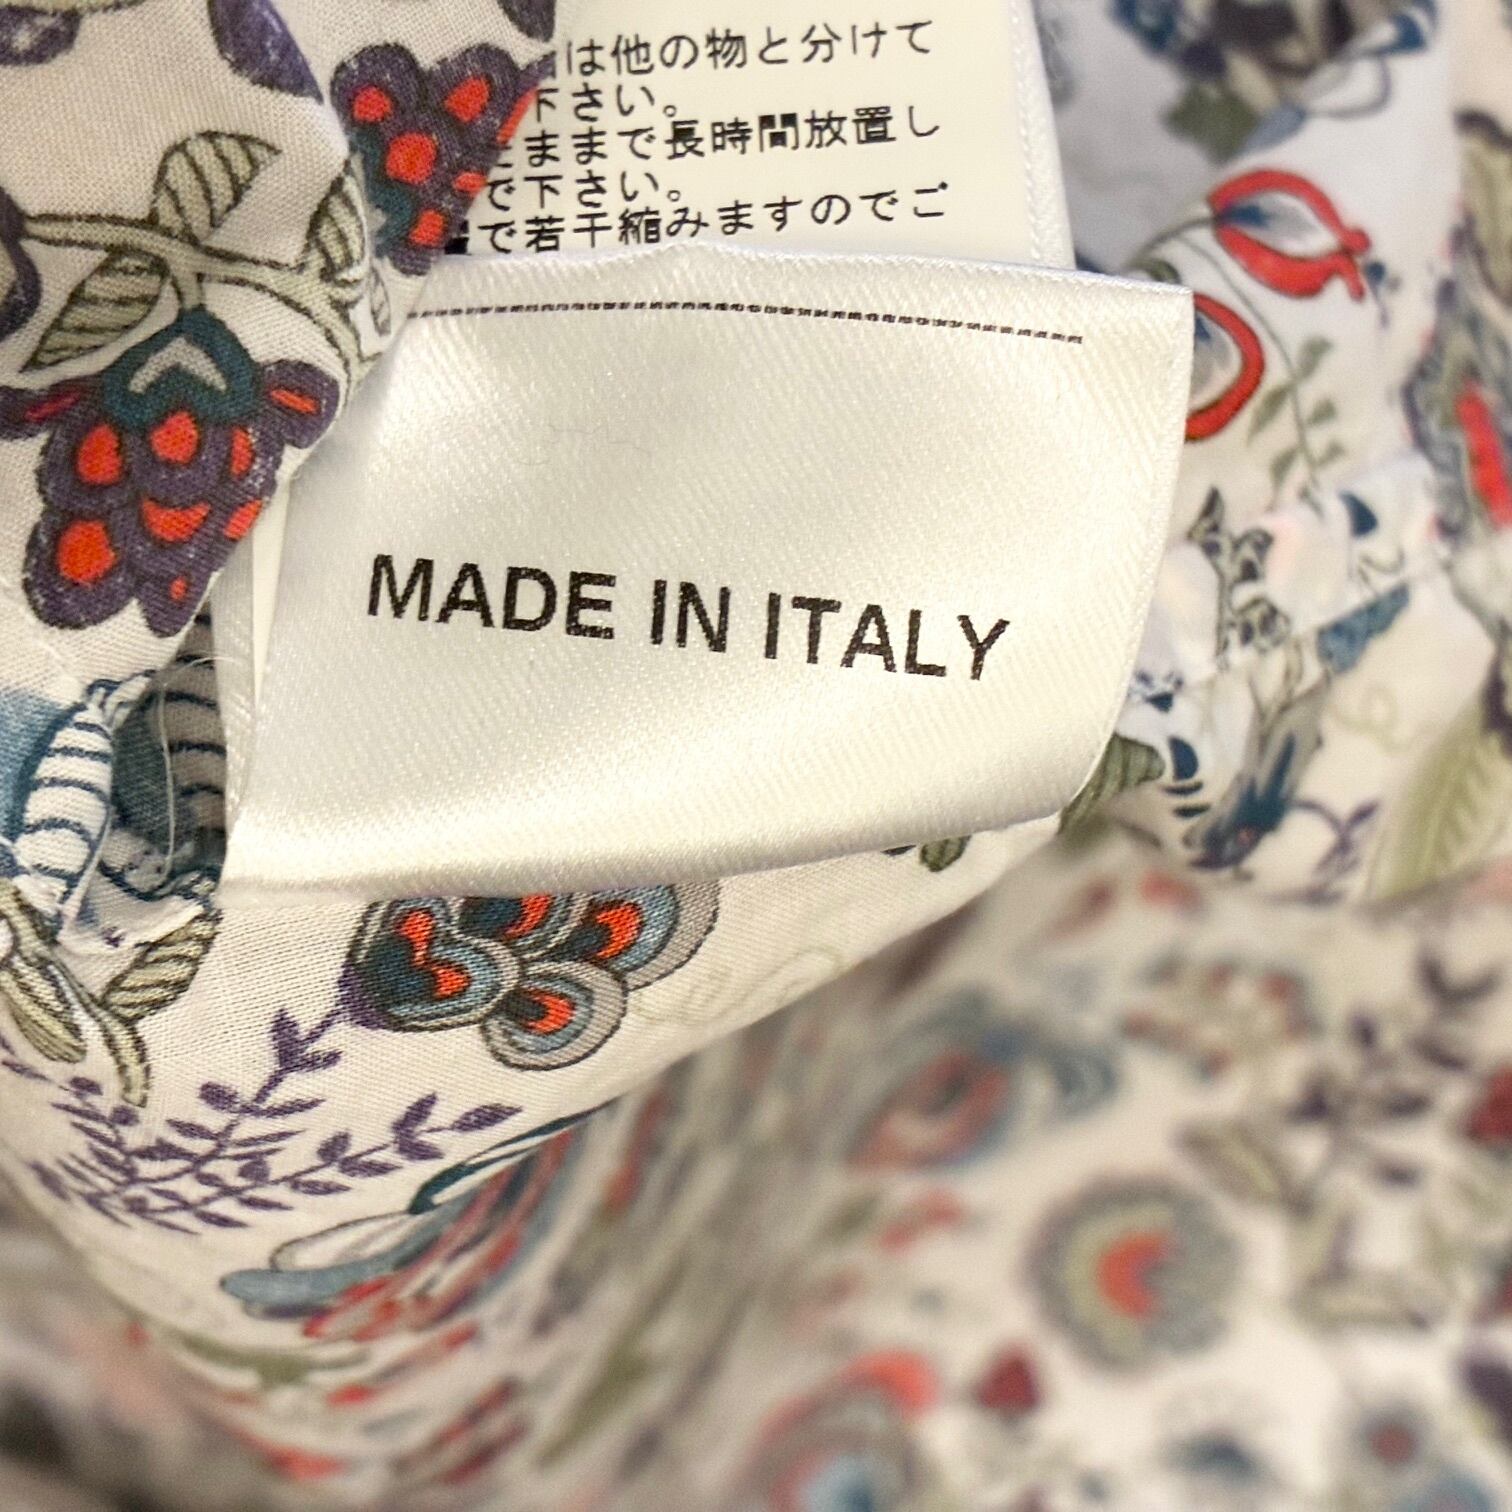 は他の物と分けて
下さい。
ままで長時間放置し
で下さい。
で若干縮みますのでご
MADE IN ITALY